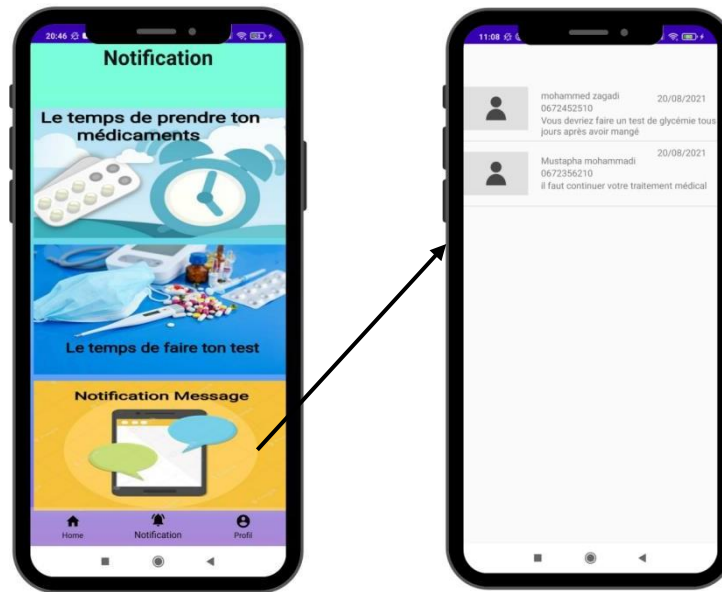 20:46
Notification
Le temps de prendre ton
médicaments
Le temps de faire ton test
Notification Message
Home
Notification
Profil
11:08
mohammed zagadi
20/08/2021
0672452510
Vous devriez faire un test de glycémie tous
jours après avoir mangé
20/08/2021
Mustapha mohammadi
0672356210
il faut continuer votre traitement médical